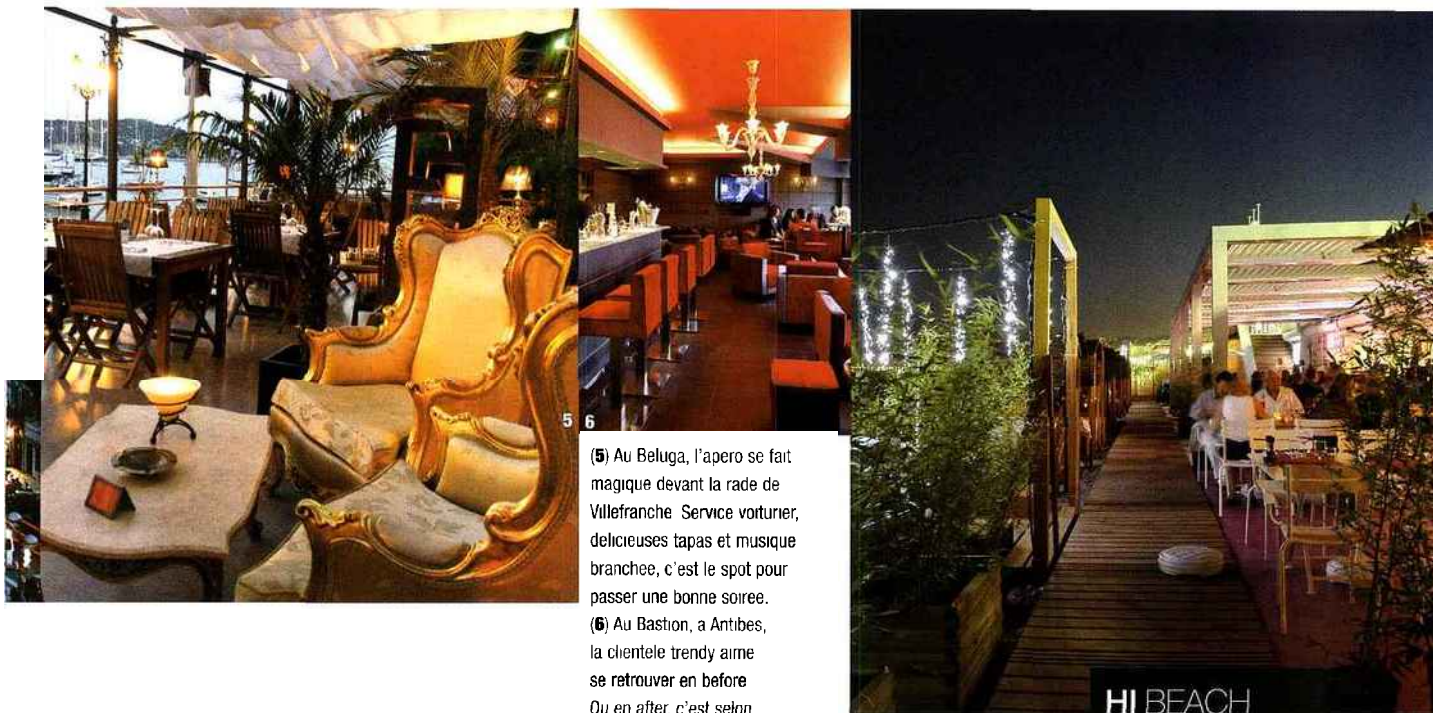 5
6
(5) Au Beluga, l'apero se fait
magique devant la rade de
Villefranche Service voiturier,
delicieuses tapas et musique
branchee, c'est le spot pour
passer une bonne soiree.
(6) Au Bastion, a Antibes,
la clientele trendy aime
se retrouver en before
Ou en after, c'est selon
HI BEACH